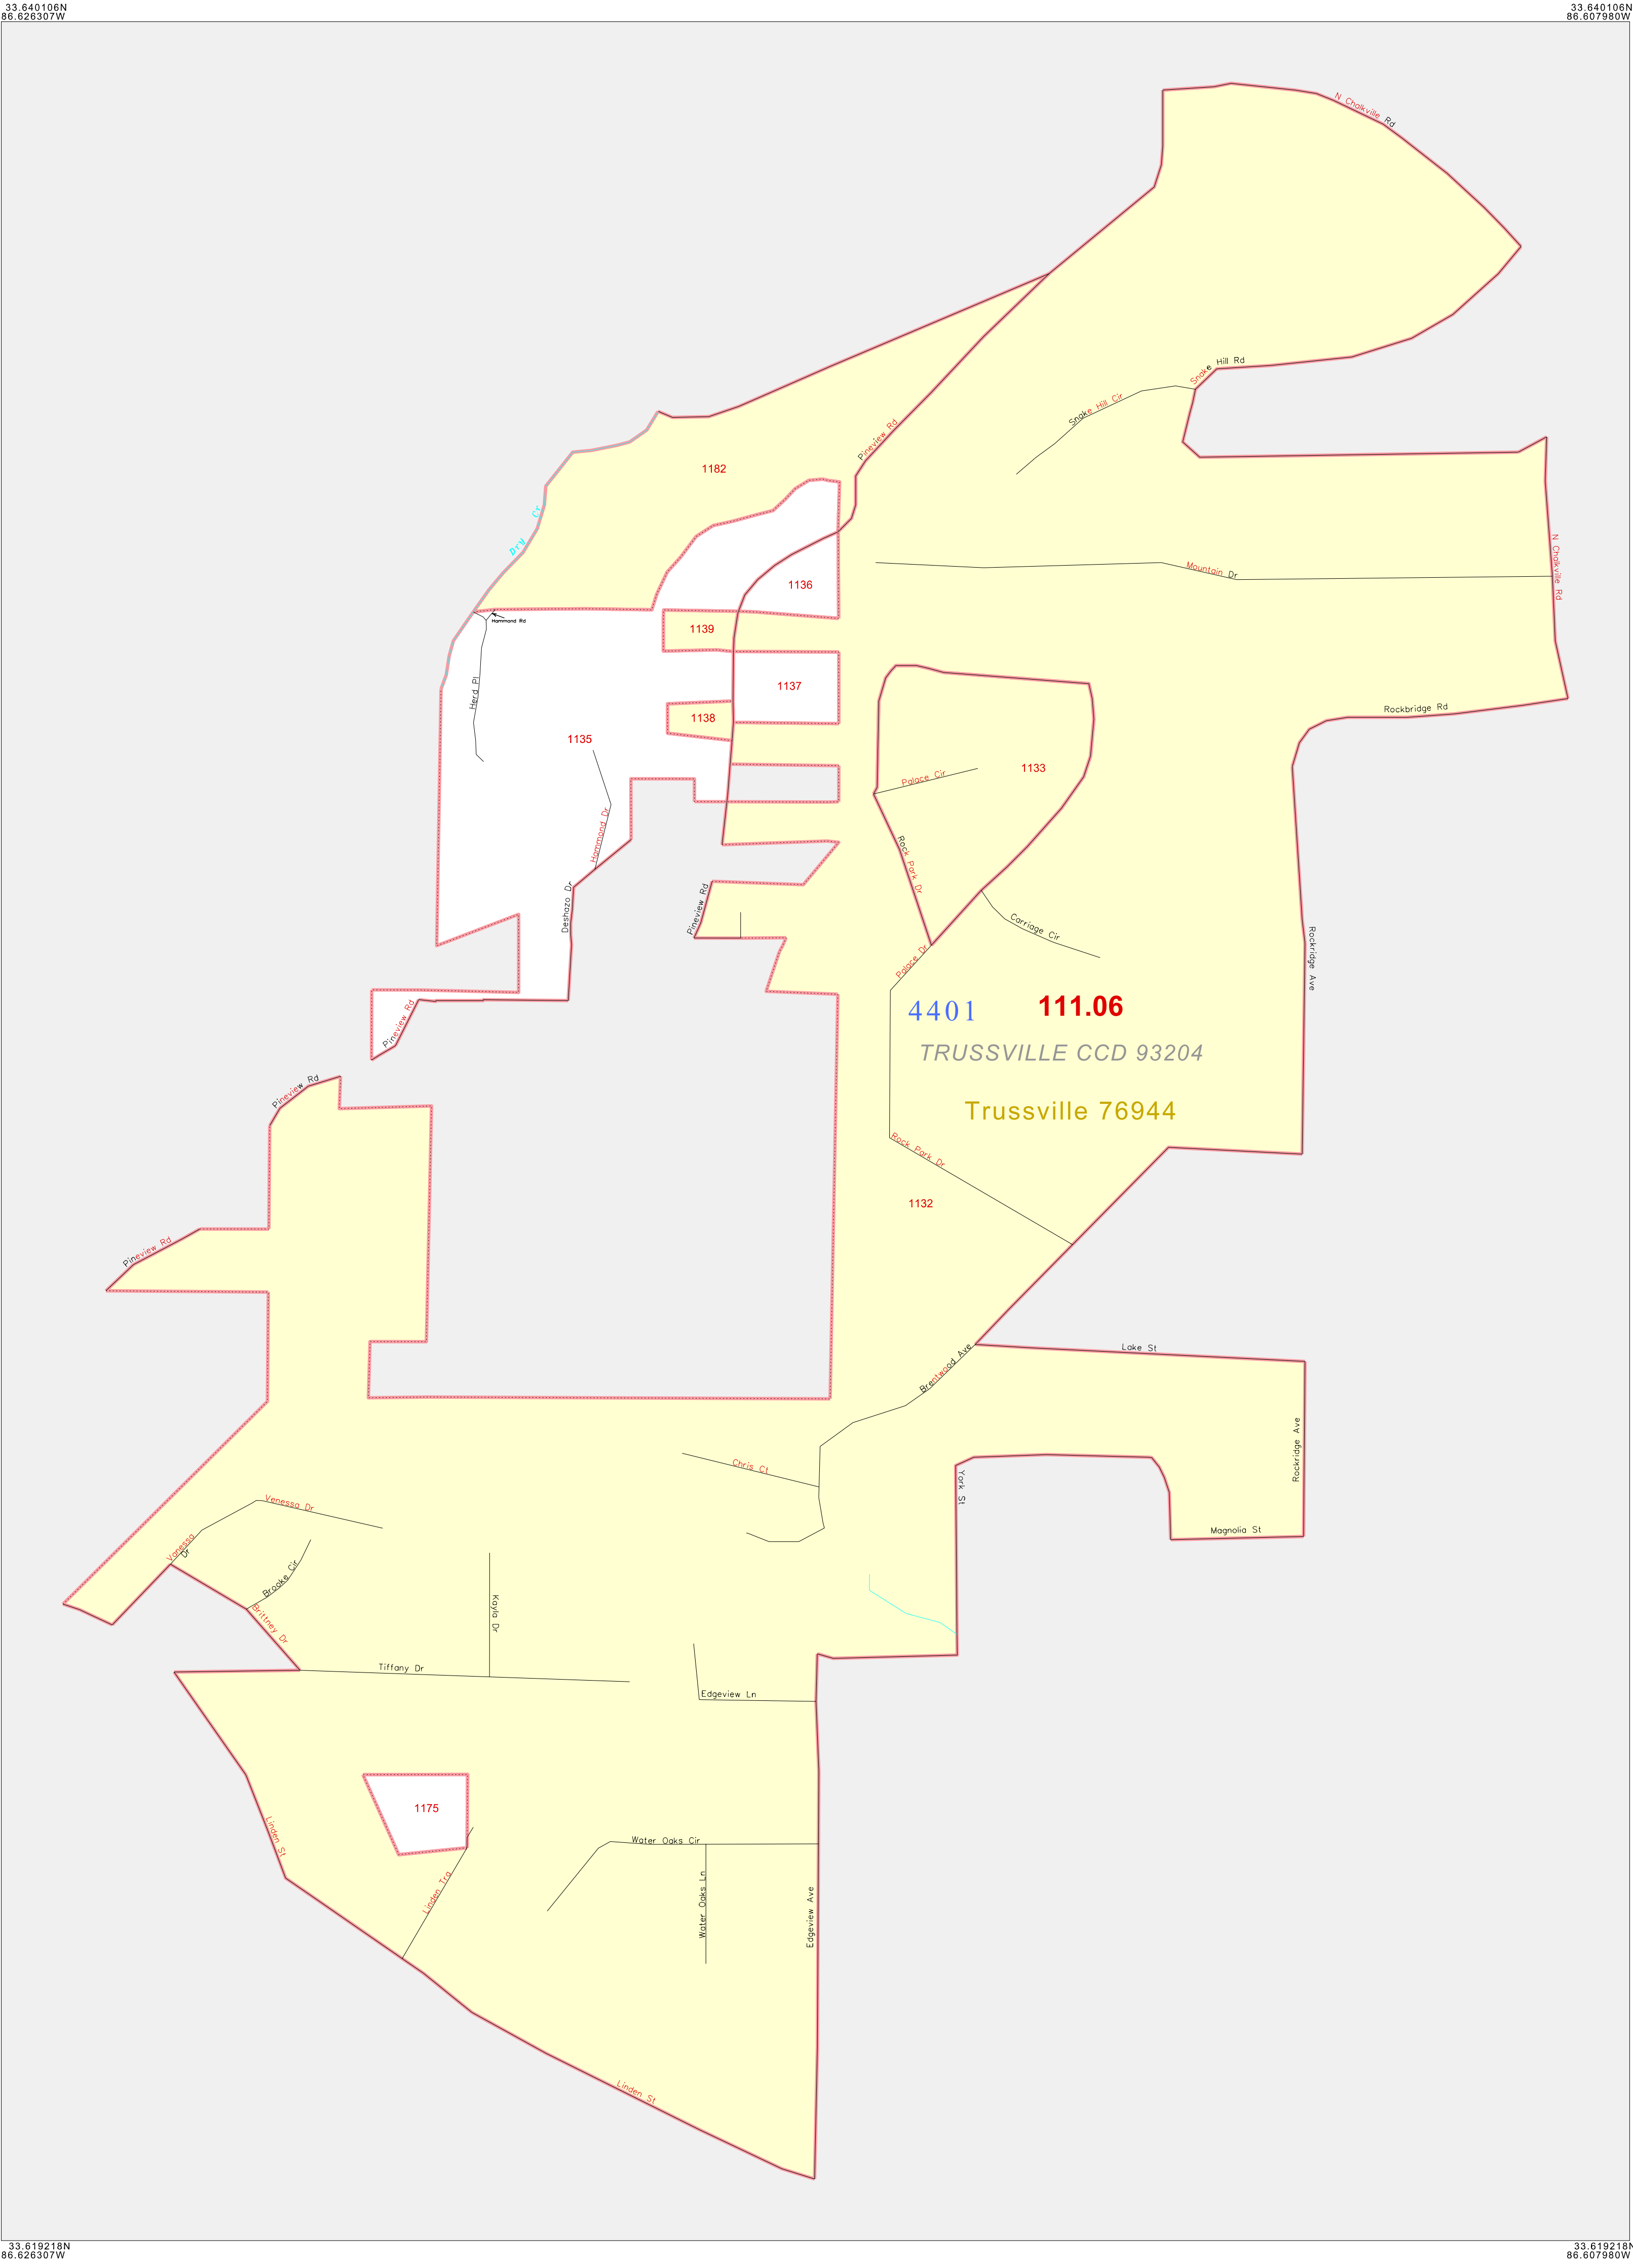 33.640106N
86.626307W
33.640106N
86.607980W
N Chalkville Rd
Snake Hill Rd
Snake Hill Cir
Pineview Rd
1182
Dry Cr
N Chalkville Rd
Mountain Dr
1136
Hammond Rd
1139
Herd Pl
1137
Rockbridge Rd
1138
1135
1133
Palace Cir
Hammond Dr
Rock Park Dr
Deshazo Dr
Pineview Rd
Carriage Cir
Palace Dr
Rockridge Ave
4401
111.06
Pineview Rd
TRUSSVILLE CCD 93204
Pineview Rd
Trussville 76944
Rock Park Dr
1132
Pineview Rd
Lake St
Brentwood Ave
Rockridge Ave
Chris Ct
York St
Venessa Dr
Magnolia St
Vanessa Dr
Brooke Cir
Brittney Dr
Kayla Dr
Tiffany Dr
Edgeview Ln
1175
Linden St
Water Oaks Cir
Linden Tra
Water Oaks Ln
Edgeview Ave
Linden St
33.619218N
86.626307W
33.619218N
86.607980W